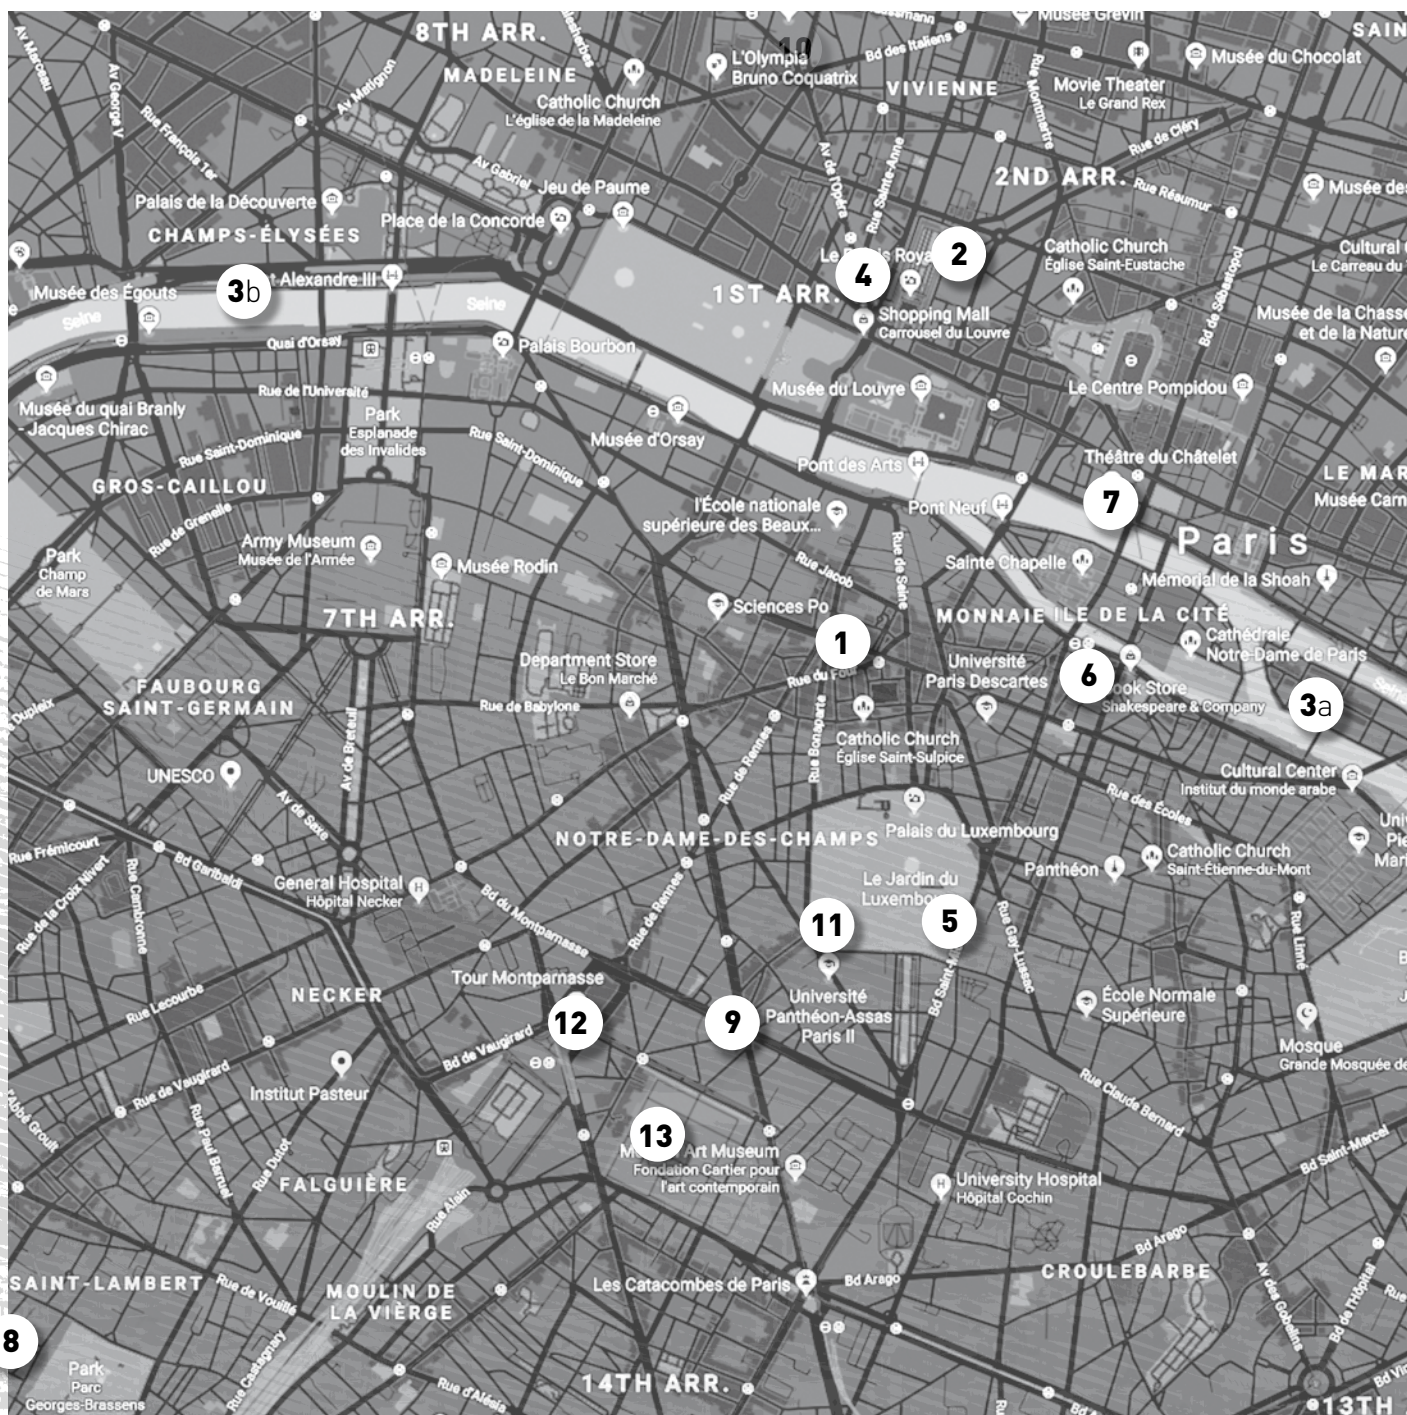 8TH ARR.
MADELEINE
Catholic Church
L'église de la Madeleine
L'Olympia
Bruno Coquatrix
10
Bd des Italiens
VIVIENNE
Musée Grévin
Musée du Chocolat
Movie Theater
Le Grand Rex
Rue Montmartre
Rue de Cléry
Av Marceau
Av George V
Rue François 1er
Av Matignon
Av Gabriel
Jeu de Paume
Place de la Concorde
Palais de la Découverte
CHAMPS-ÉLYSÉES
Av de l'Opéra
Rue Sainte-Anne
2ND ARR.
Rue Réaumur
Catholic Church
Église Saint-Eustache
2
4
1ST ARR.
Shopping Mall
Carrousel du Louvre
Bd de Sébastopol
Musée des Égouts
3b
Alexandre III
Seine
Seine
Quai d'Orsay
Palais Bourbon
Musée du Louvre
Le Centre Pompidou
Musée du quai Branly
- Jacques Chirac
Rue de l'Université
Park
Esplanade
des Invalides
Rue Saint-Dominique
Rue Saint-Dominique
Musée d'Orsay
Pont des Arts
Théâtre du Châtelet
GROS-CAILLOU
Rue de Grenelle
l'École nationale
supérieure des Beaux...
Pont Neuf
7
Paris
Park
Champ
de Mars
Army Museum
Musée de l'Armée
Musée Rodin
Rue Jacob
Rue de Seine
Sainte Chapelle
Mémorial de la Shoah
7TH ARR.
Sciences Po
1
MONNAIE
ILE DE LA CITÉ
Cathédrale
Notre-Dame de Paris
Department Store
Le Bon Marché
Rue du Four
Université
Paris Descartes
6
Book Store
Shakespeare & Company
3a
FAUBOURG
SAINT-GERMAIN
Rue de Babylone
Av de Breteuil
Rue de Rennes
Rue Bonaparte
Catholic Church
Église Saint-Sulpice
UNESCO
Av de Saxe
Cultural Center
Institut du monde arabe
Rue des Écoles
NOTRE-DAME-DES-CHAMPS
Palais du Luxembourg
Rue Frémicourt
Bd Garibaldi
Rue Cambronne
Rue de la Croix Nivert
General Hospital
Hôpital Necker
Bd du Montparnasse
Rue de Rennes
Le Jardin du
11
5
Panthéon
Catholic Church
Saint-Étienne-du-Mont
Rue Gay-Lussac
Rue Linné
Tour Montparnasse
NECKER
Rue Lecourbe
12
9
Université
Panthéon-Assas
Paris II
École Normale
Supérieure
Mosque
Bd de Vaugirard
Rue de Vaugirard
Institut Pasteur
Rue Claude Bernard
Rue Paul Barruel
Rue Dutot
13
Art Museum
Fondation Cartier pour
l'art contemporain
Bd Saint-Marcel
FALGUIÈRE
Rue Alain
University Hospital
Hôpital Cochin
Bd Arago
SAINT-LAMBERT
Rue de Vouillé
MOULIN DE
LA VIÈRGE
Les Catacombes de Paris
Bd Arago
CROULEBARBE
Av des Gobelins
Bd de l'Hôpital
8
Park
Parc
Georges-Brassens
Rue Castagnary
Rue d'Alésia
14TH ARR.
13TH